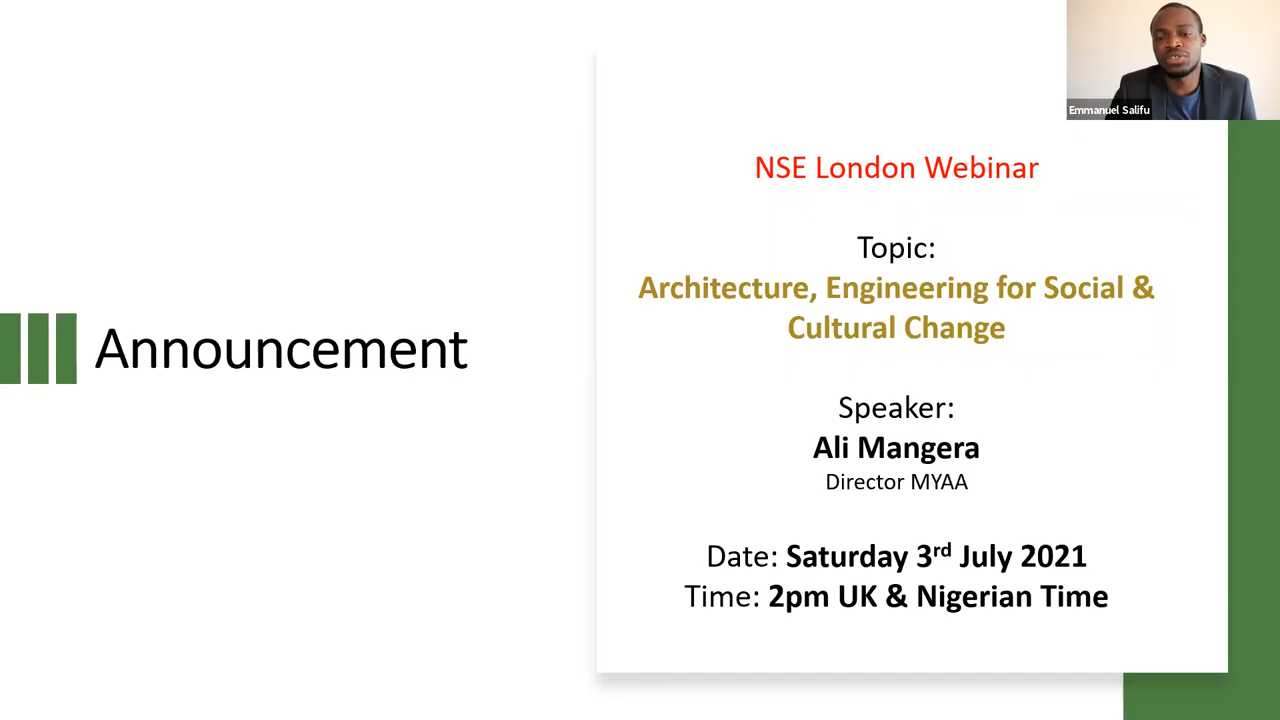 Emmanuel Salifu
NSE London Webinar
Topic:
Architecture, Engineering for Social &
Cultural Change
Announcement
Speaker:
Ali Mangera
Director MYAA
Date: Saturday 3rd July 2021
Time: 2pm UK & Nigerian Time